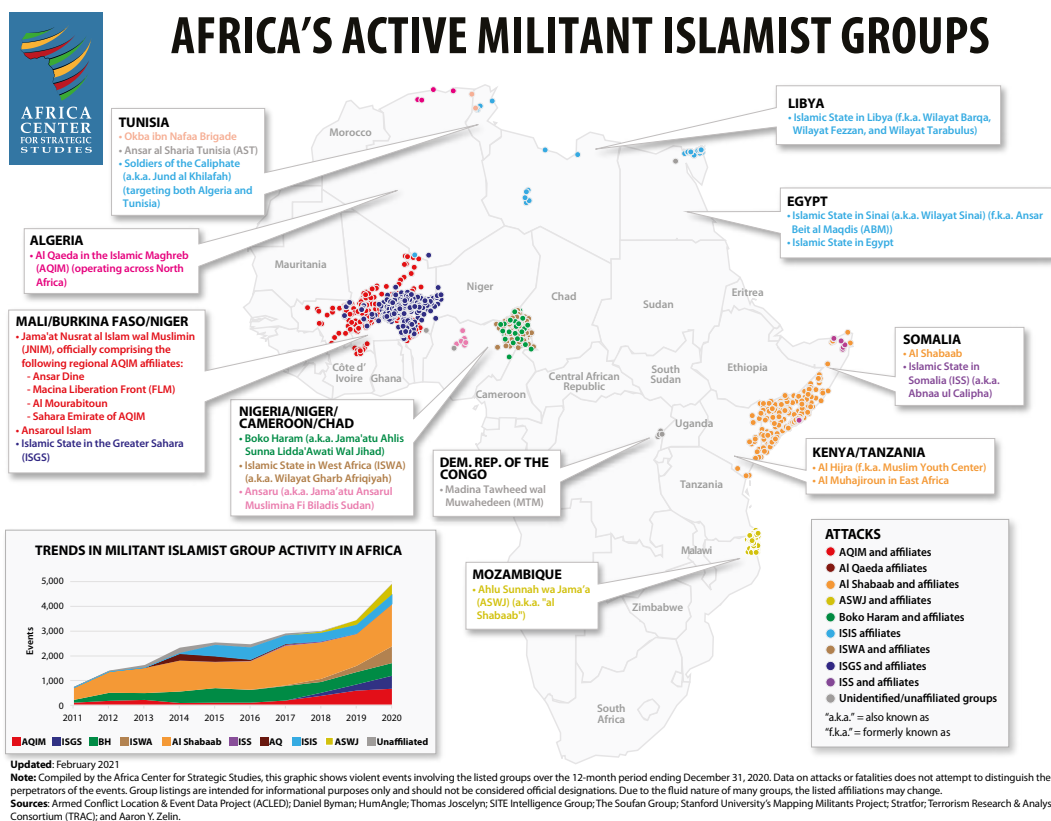 AFRICA'S ACTIVE MILITANT ISLAMIST GROUPS
AFRICA
CENTER
FOR STRATEGIC
STUDIES
TUNISIA
• Okba ibn Nafaa Brigade
• Ansar al Sharia Tunisia (AST)
• Soldiers of the Caliphate
(a.k.a. Jund al Khilafah)
(targeting both Algeria and
Tunisia)
LIBYA
• Islamic State in Libya (f.k.a. Wilayat Barqa,
Wilayat Fezzan, and Wilayat Tarabulus)
EGYPT
• Islamic State in Sinai (a.k.a. Wilayat Sinai) (f.k.a. Ansar
Beit al Maqdis (ABM))
• Islamic State in Egypt
ALGERIA
• Al Qaeda in the Islamic Maghreb
(AQIM) (operating across North
Africa)
MALI/BURKINA FASO/NIGER
• Jama'at Nusrat al Islam wal Muslimin
(JNIM), officially comprising the
following regional AQIM affiliates:
- Ansar Dine
- Macina Liberation Front (FLM)
- Al Mourabitoun
- Sahara Emirate of AQIM
• Ansaroul Islam
• Islamic State in the Greater Sahara
(ISGS)
SOMALIA
• Al Shabaab
• Islamic State in
Somalia (ISS) (a.k.a.
Abnaa ul Calipha)
NIGERIA/NIGER/
CAMEROON/CHAD
• Boko Haram (a.k.a. Jama'atu Ahlis
Sunna Lidda'Awati Wal Jihad)
• Islamic State in West Africa (ISWA)
(a.k.a. Wilayat Gharb Afriqiyah)
• Ansaru (a.k.a. Jama'atu Ansarul
Muslimina Fi Biladis Sudan)
DEM. REP. OF THE
CONGO
• Madina Tawheed wal
Muwahedeen (MTM)
KENYA/TANZANIA
• Al Hijra (f.k.a. Muslim Youth Center)
• Al Muhajiroun in East Africa
MOZAMBIQUE
• Ahlu Sunnah wa Jama'a
(ASWJ) (a.k.a. "al
Shabaab")
Morocco
Mauritania
Niger
Chad
Sudan
Eritrea
Côte d'
Ivoire
Ghana
Cameroon
Central African
Republic
South
Sudan
Ethiopia
Uganda
Tanzania
Malawi
Zimbabwe
South
Africa
ATTACKS
AQIM and affiliates
Al Qaeda affiliates
Al Shabaab and affiliates
ASWJ and affiliates
Boko Haram and affiliates
ISIS affiliates
ISWA and affiliates
ISGS and affiliates
ISS and affiliates
Unidentified/unaffiliated groups
"a.k.a." = also known as
"f.k.a." = formerly known as
TRENDS IN MILITANT ISLAMIST GROUP ACTIVITY IN AFRICA
Events
5,000
4,000
3,000
2,000
1,000
0
2011 2012 2013 2014 2015 2016 2017 2018 2019 2020
AQIM ISGS BH ISWA Al Shabaab ISS AQ ISIS ASWJ Unaffiliated
Updated: February 2021
Note: Compiled by the Africa Center for Strategic Studies, this graphic shows violent events involving the listed groups over the 12-month period ending December 31, 2020. Data on attacks or fatalities does not attempt to distinguish the
perpetrators of the events. Group listings are intended for informational purposes only and should not be considered official designations. Due to the fluid nature of many groups, the listed affiliations may change.
Sources: Armed Conflict Location & Event Data Project (ACLED); Daniel Byman; HumAngle; Thomas Joscelyn; SITE Intelligence Group; The Soufan Group; Stanford University's Mapping Militants Project; Stratfor; Terrorism Research & Analys
Consortium (TRAC); and Aaron Y. Zelin.